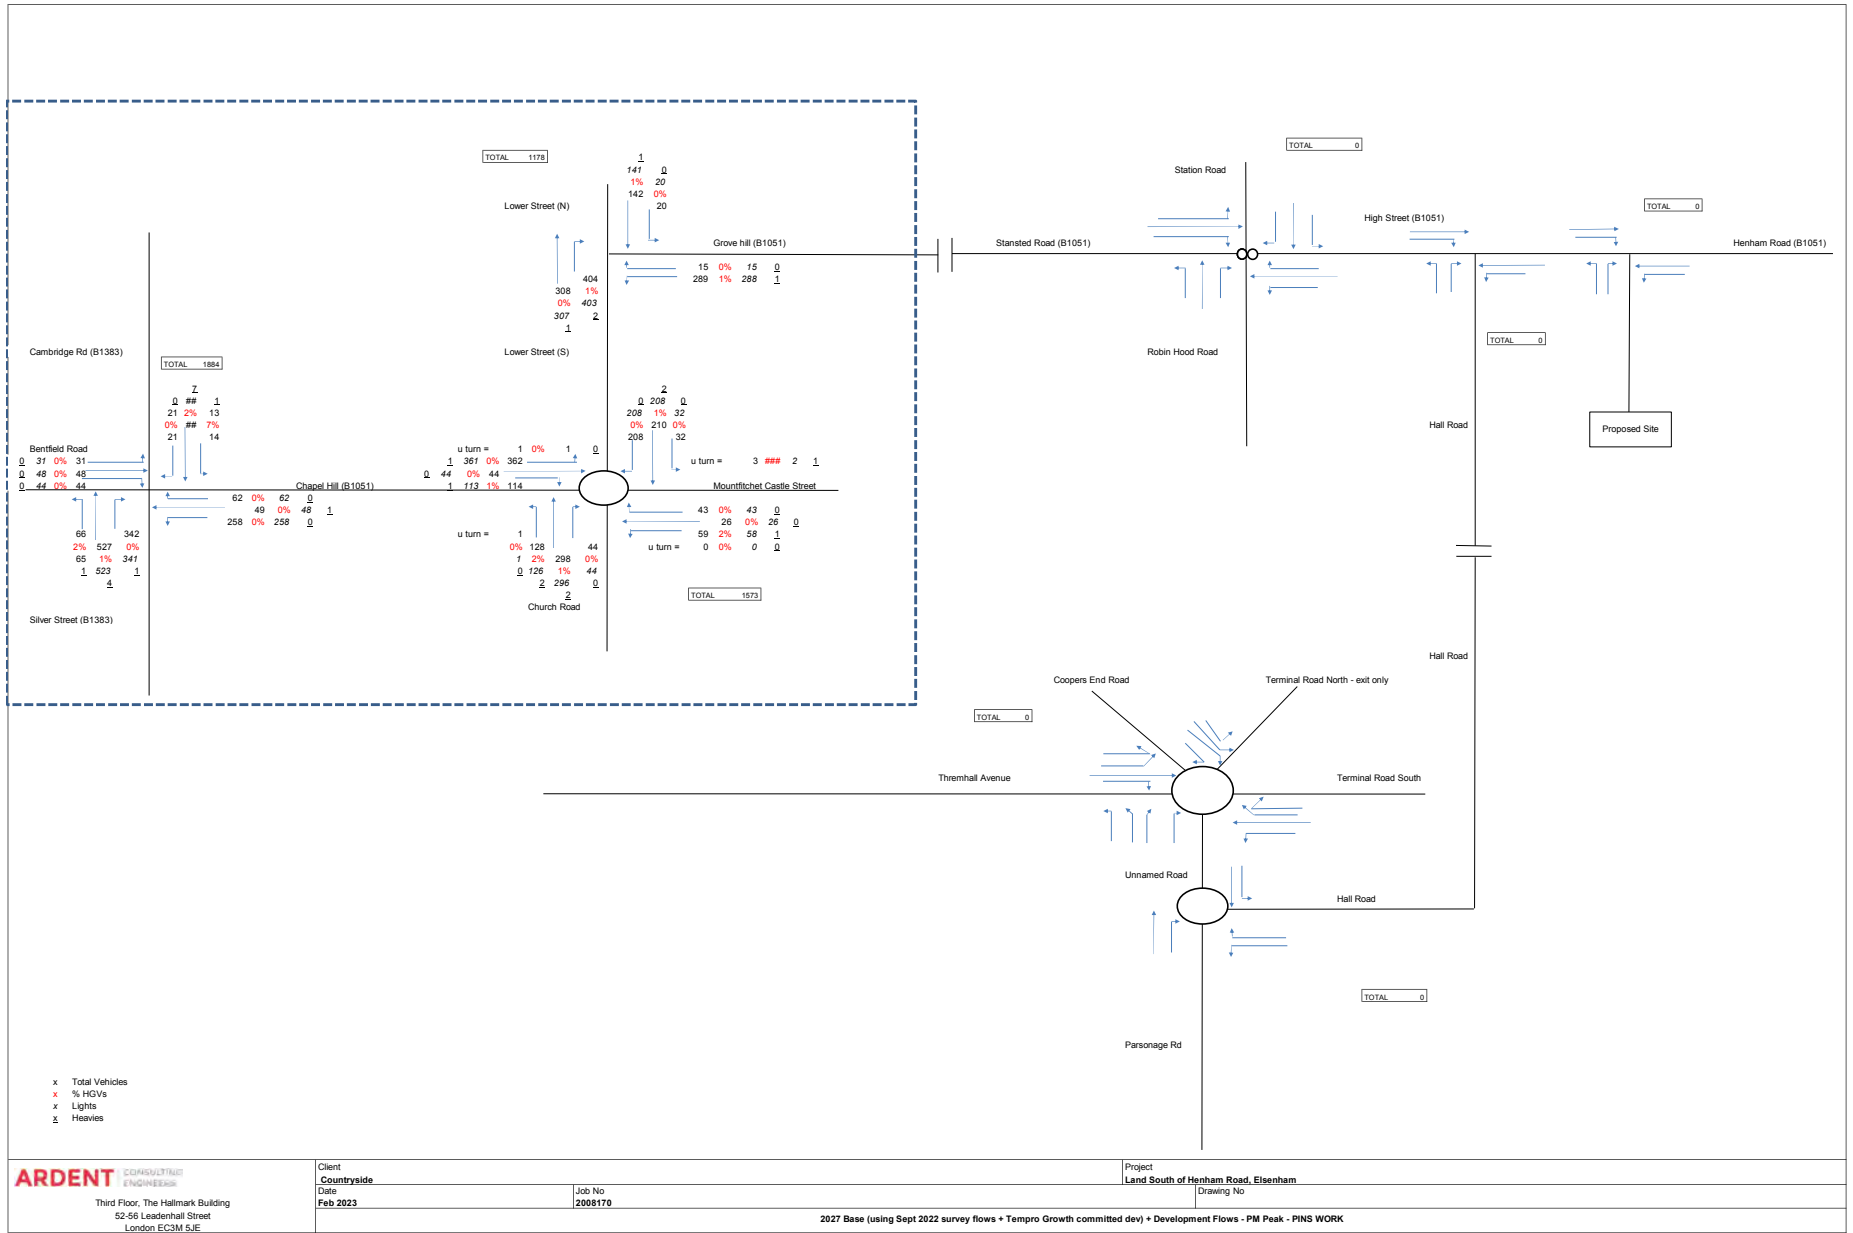 TOTAL 1178
1
141 0
1% 20
142 0%
20
Lower Street (N)
Grove hill (B1051)
15 0% 15 0
289 1% 288 1
404
308 1%
0% 403
307 2
1
Lower Street (S)
Cambridge Rd (B1383)
TOTAL 1884
7
0 ## 1
21 2% 13
0% ## 7%
21 14
Bentfield Road
0 31 0% 31
0 48 0% 48
0 44 0% 44
Chapel Hill (B1051)
62 0% 62 0
49 0% 48 1
258 0% 258 0
66 342
2% 527 0%
65 1% 341
1 523 1
4
Silver Street (B1383)
2
0 208 0
208 1% 32
0% 210 0%
208 32
u turn = 1 0% 1 0
1 361 0% 362
0 44 0% 44
1 113 1% 114
u turn = 3 ### 2 1
Mountfitchet Castle Street
43 0% 43 0
26 0% 26 0
59 2% 58 1
u turn = 0 0% 0 0
u turn = 1
0% 128 44
1 2% 298 0%
0 126 1% 44
2 296 0
2
Church Road
TOTAL 1573
TOTAL 0
Station Road
High Street (B1051)
TOTAL 0
Stansted Road (B1051)
Henham Road (B1051)
Robin Hood Road
TOTAL 0
Hall Road
Proposed Site
Hall Road
Coopers End Road
Terminal Road North - exit only
TOTAL 0
Thremhall Avenue
Terminal Road South
Unnamed Road
Hall Road
TOTAL 0
Parsonage Rd
x Total Vehicles
x % HGVs
x Lights
x Heavies
ARDENT CONSULTING ENGINEERS
Third Floor, The Hallmark Building
52-56 Leadenhall Street
London EC3M 5JE
Client
Countryside
Project
Land South of Henham Road, Elsenham
Date
Feb 2023
Job No
2008170
Drawing No
2027 Base (using Sept 2022 survey flows + Tempro Growth committed dev) + Development Flows - PM Peak - PINS WORK